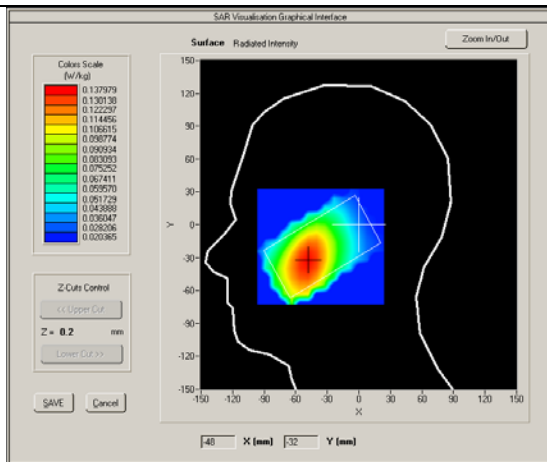 SAR Visualisation Graphical Interface
Surface Radiated Intensity
Zoom In/Out
Colors Scale
(W/kg)
0.137979
0.130138
0.122297
0.114456
0.106615
0.098774
0.090934
0.083093
0.075252
0.067411
0.059570
0.051729
0.043888
0.036047
0.028206
0.020365
Z-Cuts Control
<< Upper Cut
Z = 0.2 mm
Lower Cut >>
SAVE Cancel
150-
120-
90-
60-
30-
0-
-30-
-60-
-90-
-120-
-150-
Y
-150 -120 -90 -60 -30 0 30 60 90 120 150
X
-48 X (mm) -32 Y (mm)